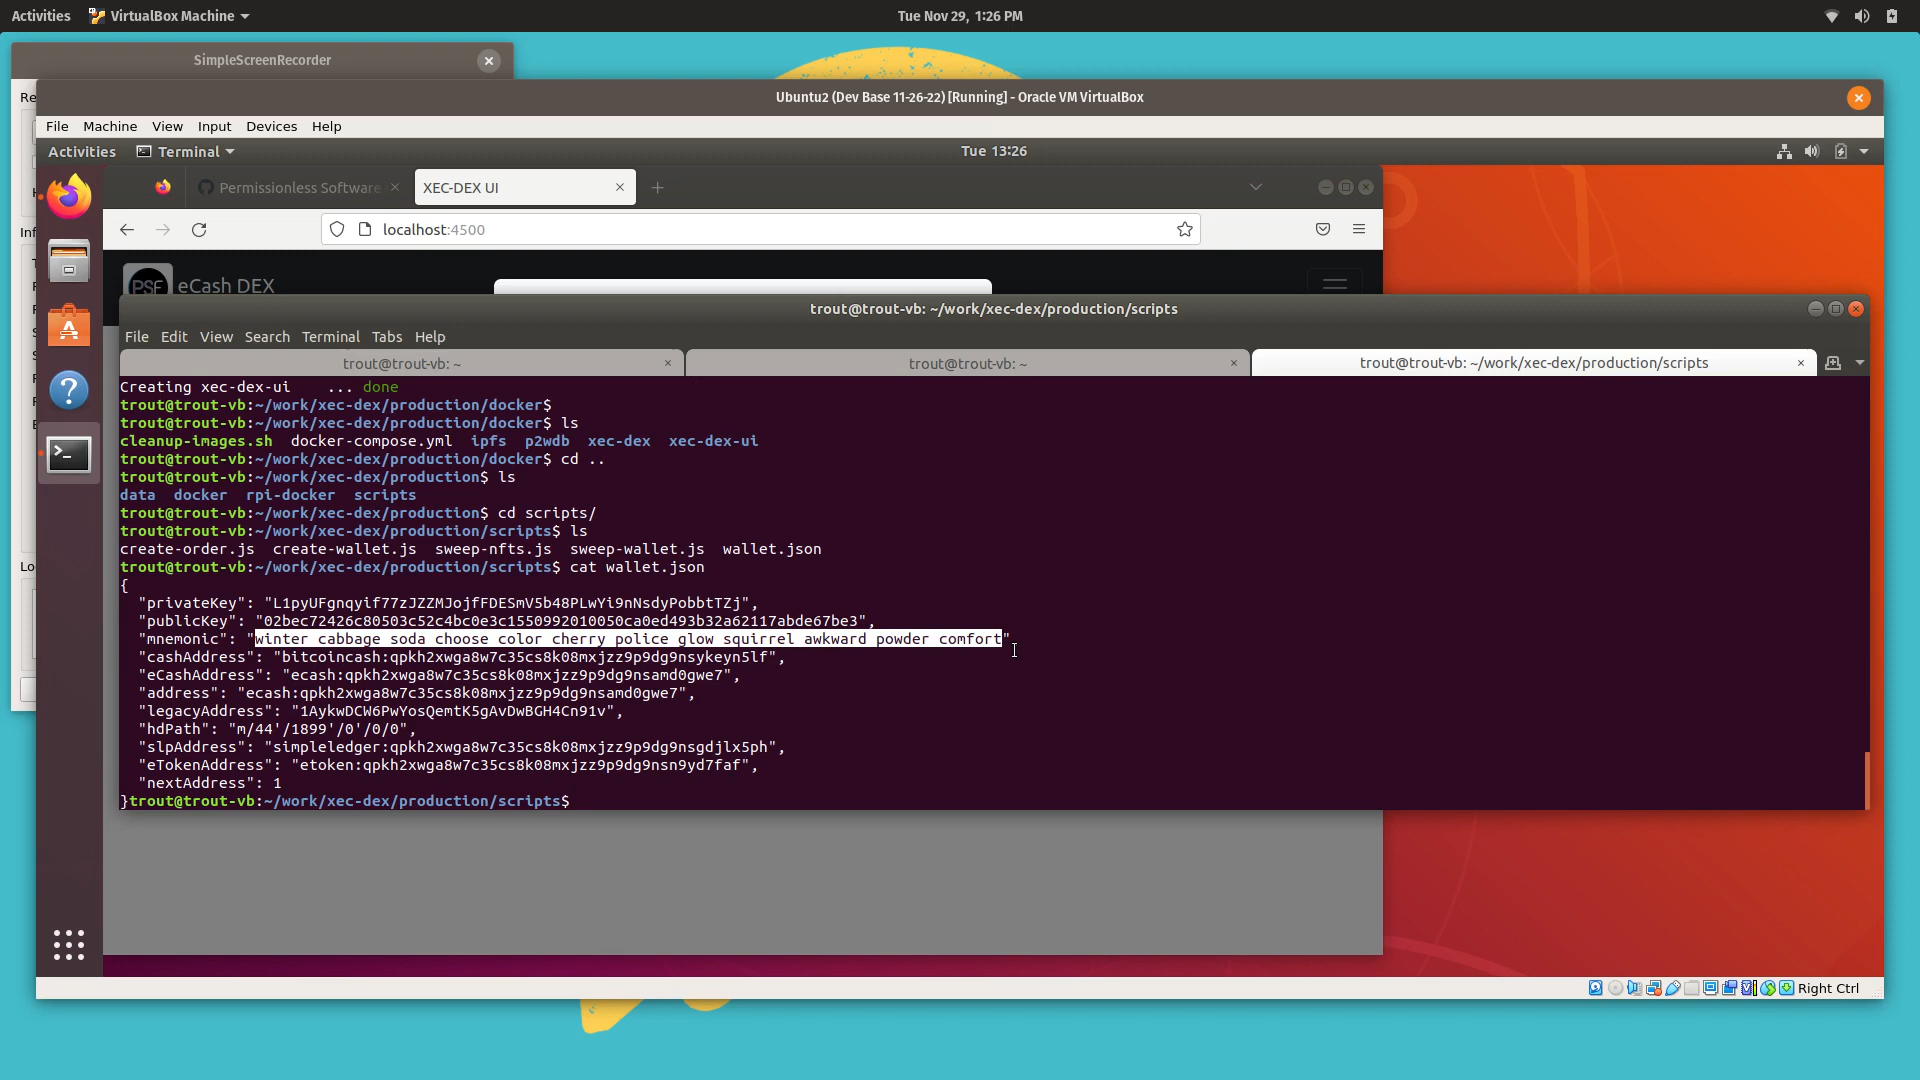 Activities VirtualBox Machine Tue Nov 29, 1:26 PM
SimpleScreenRecorder
Re
Ubuntu2 (Dev Base 11-26-22) [Running] - Oracle VM VirtualBox
File Machine View Input Devices Help
Activities Terminal Tue 13:26
Permissionless Software
XEC-DEX UI
localhost:4500
Inf
PSF eCash DEX
trout@trout-vb: ~/work/xec-dex/production/scripts
File Edit View Search Terminal Tabs Help
trout@trout-vb: ~
trout@trout-vb: ~
trout@trout-vb: ~/work/xec-dex/production/scripts
Creating xec-dex-ui ... done
trout@trout-vb:~/work/xec-dex/production/docker$
trout@trout-vb:~/work/xec-dex/production/docker$ ls
cleanup-images.sh docker-compose.yml ipfs p2wdb xec-dex xec-dex-ui
trout@trout-vb:~/work/xec-dex/production/docker$ cd ..
trout@trout-vb:~/work/xec-dex/production$ ls
data docker rpi-docker scripts
trout@trout-vb:~/work/xec-dex/production$ cd scripts/
trout@trout-vb:~/work/xec-dex/production/scripts$ ls
create-order.js create-wallet.js sweep-nfts.js sweep-wallet.js wallet.json
trout@trout-vb:~/work/xec-dex/production/scripts$ cat wallet.json
{
"privateKey": "L1pyUFgnqyif77zJZZMJojfFDESmV5b48PLwYi9nNsdyPobbtTZj",
"publicKey": "02bec72426c80503c52c4bc0e3c1550992010050ca0ed493b32a62117abde67be3",
"mnemonic": "winter cabbage soda choose color cherry police glow squirrel awkward powder comfort"
"cashAddress": "bitcoincash:qpkh2xwga8w7c35cs8k08mxjzz9p9dg9nsykeyn5lf",
"eCashAddress": "ecash:qpkh2xwga8w7c35cs8k08mxjzz9p9dg9nsamd0gwe7",
"address": "ecash:qpkh2xwga8w7c35cs8k08mxjzz9p9dg9nsamd0gwe7",
"legacyAddress": "1AykwDCW6PwYosQemtK5gAvDwBGH4Cn91v",
"hdPath": "m/44'/1899'/0'/0/0",
"slpAddress": "simpleledger:qpkh2xwga8w7c35cs8k08mxjzz9p9dg9nsgdjlx5ph",
"eTokenAddress": "etoken:qpkh2xwga8w7c35cs8k08mxjzz9p9dg9nsn9yd7faf",
"nextAddress": 1
}trout@trout-vb:~/work/xec-dex/production/scripts$
Lo
Right Ctrl